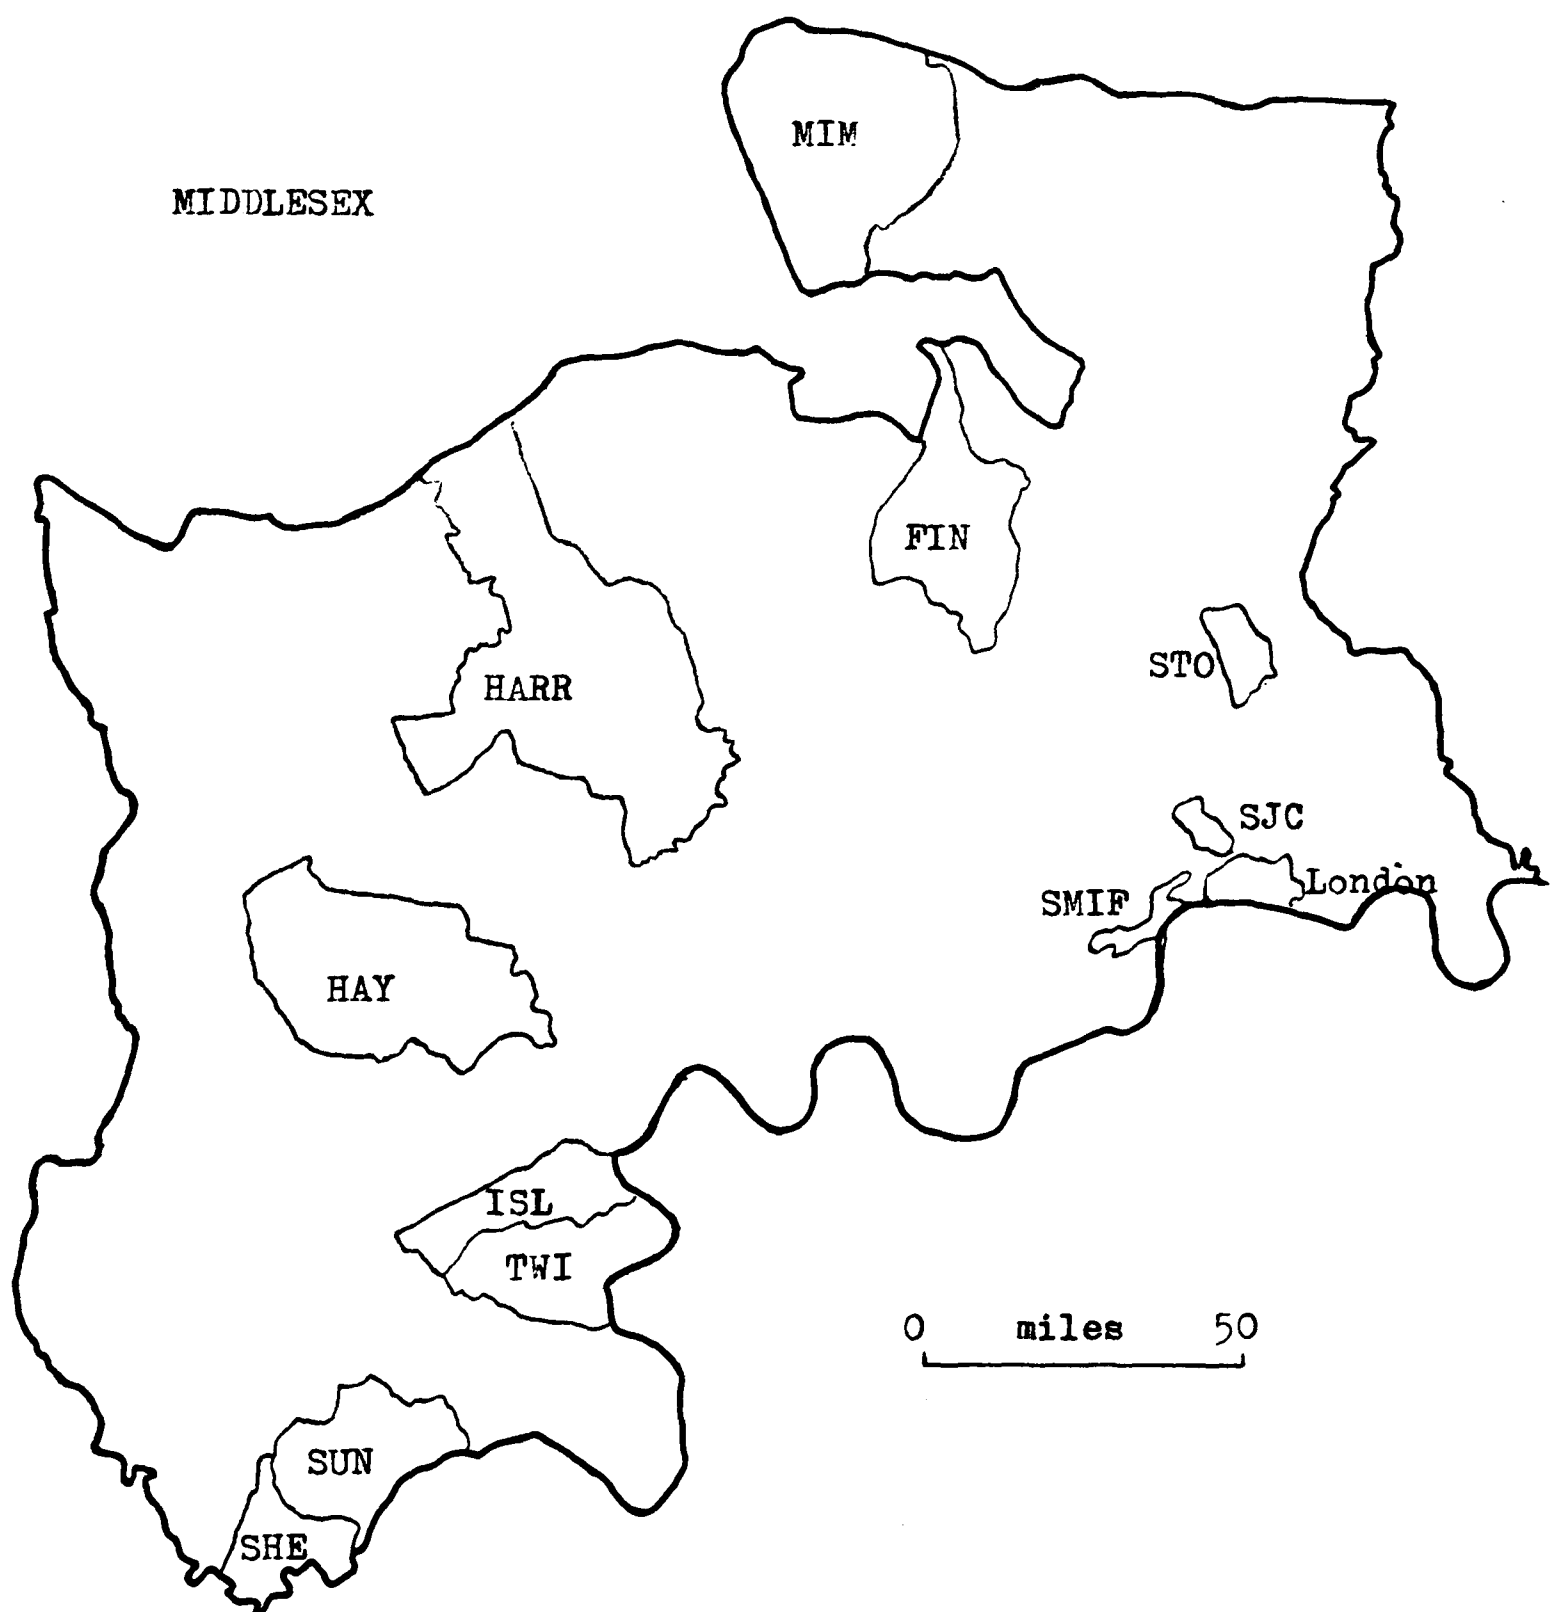 MIM
MIDDLESEX
FIN
STO
HARR
SJC
London
SMIF
HAY
ISL
TWI
0 miles 50
SUN
SHE